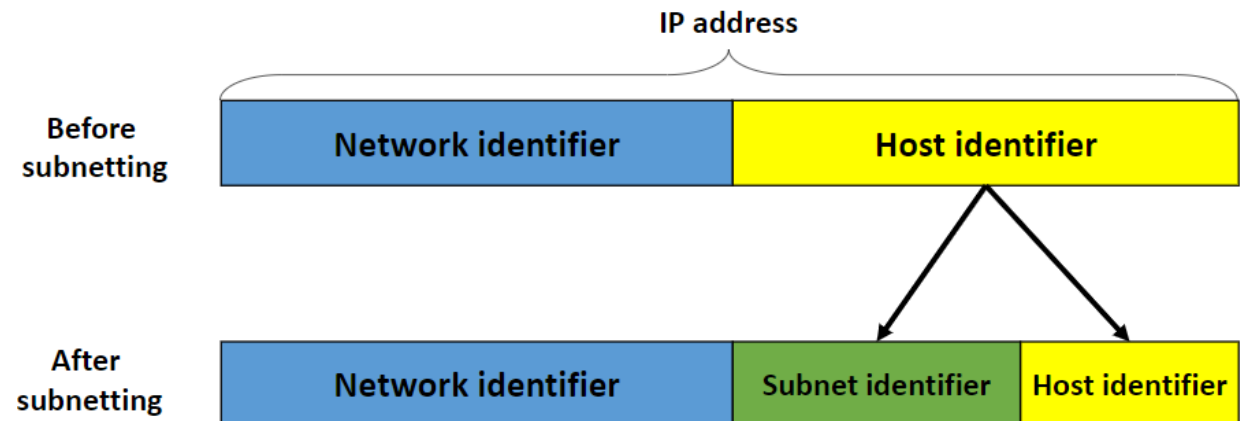 IP address
Before
subnetting
Network identifier
Host identifier
After
subnetting
Network identifier
Subnet identifier
Host identifier